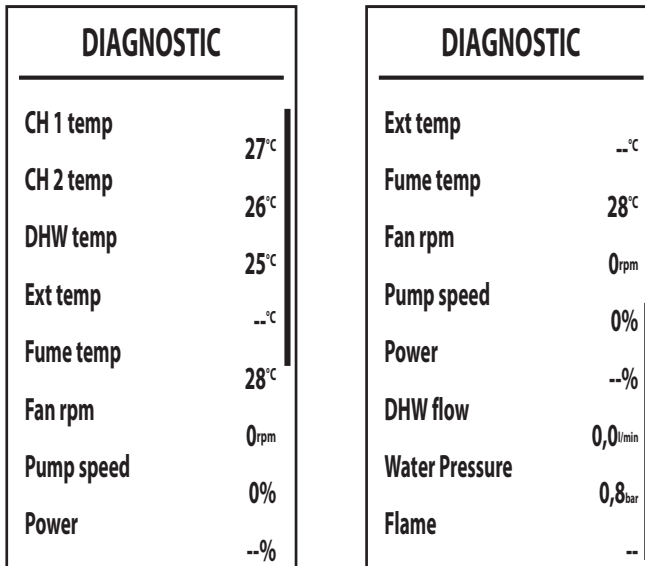 DIAGNOSTIC
CH 1 temp
27°C
CH 2 temp
26°C
DHW temp
25°C
Ext temp
--°C
Fume temp
28°C
Fan rpm
0rpm
Pump speed
0%
Power
--%
DIAGNOSTIC
Ext temp
--°C
Fume temp
28°C
Fan rpm
0rpm
Pump speed
0%
Power
--%
DHW flow
0,0l/min
Water Pressure
0,8bar
Flame
--